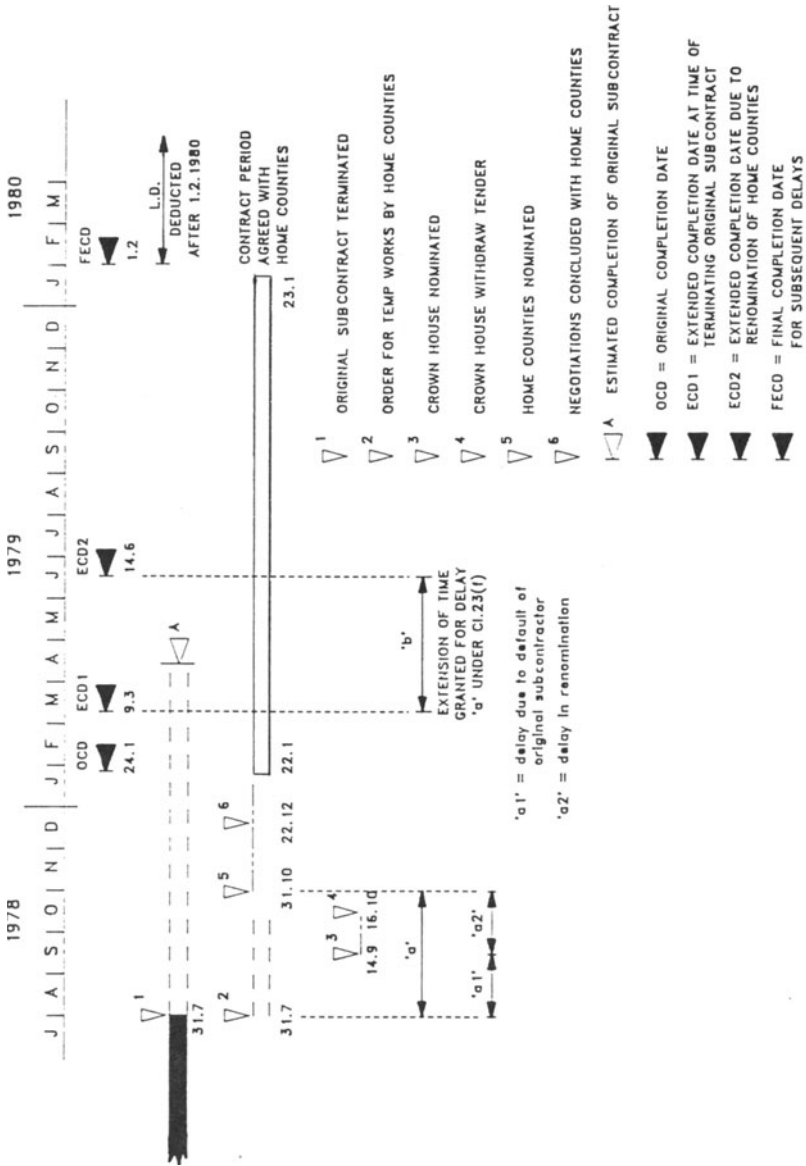 1978
1979
1980
J | A | S | O | N | D
J | F | M | A | M | J | J | A | S | O | N | D
J | F | M
OCD
24.1
ECD1
9.3
ECD2
14.6
FECD
1.2
L.D.
DEDUCTED
AFTER 1.2.1980
1
31.7
A
2
31.7
5
31.10
6
22.12
22.1
23.1
CONTRACT PERIOD
AGREED WITH
HOME COUNTIES
3
14.9
4
16.10
'a'
'a1'
'a2'
'b'
EXTENSION OF TIME
GRANTED FOR DELAY
'a' UNDER Cl.23(f)
'a1' = delay due to default of
original subcontractor
'a2' = delay in renomination
1 ORIGINAL SUBCONTRACT TERMINATED
2 ORDER FOR TEMP WORKS BY HOME COUNTIES
3 CROWN HOUSE NOMINATED
4 CROWN HOUSE WITHDRAW TENDER
5 HOME COUNTIES NOMINATED
6 NEGOTIATIONS CONCLUDED WITH HOME COUNTIES
A ESTIMATED COMPLETION OF ORIGINAL SUBCONTRACT
OCD = ORIGINAL COMPLETION DATE
ECD1 = EXTENDED COMPLETION DATE AT TIME OF
TERMINATING ORIGINAL SUBCONTRACT
ECD2 = EXTENDED COMPLETION DATE DUE TO
RENOMINATION OF HOME COUNTIES
FECD = FINAL COMPLETION DATE
FOR SUBSEQUENT DELAYS